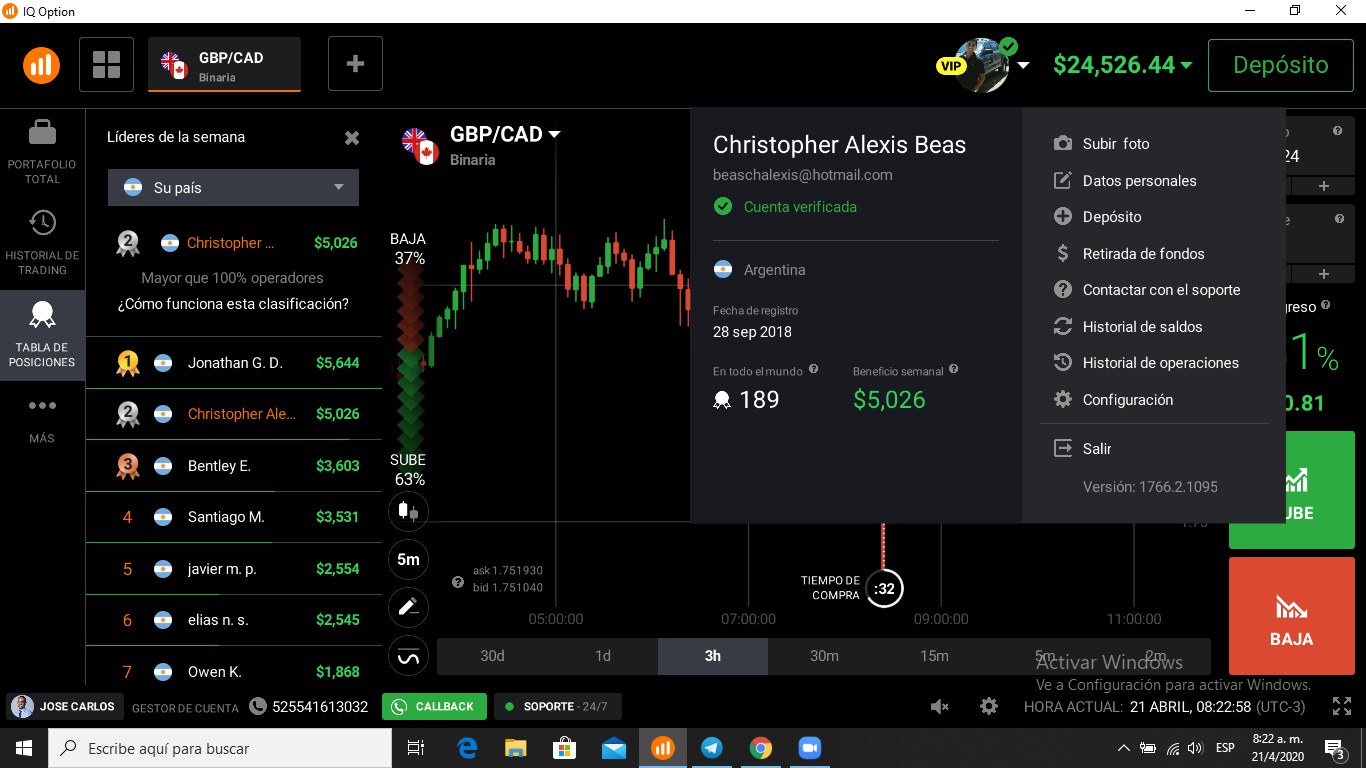 IQ Option
GBP/CAD
Binaria
VIP
$24,526.44
Depósito
PORTAFOLIO
TOTAL
HISTORIAL DE
TRADING
TABLA DE
POSICIONES
MÁS
Líderes de la semana
Su país
2 Christopher ... $5,026
Mayor que 100% operadores
¿Cómo funciona esta clasificación?
1 Jonathan G. D. $5,644
2 Christopher Ale... $5,026
3 Bentley E. $3,603
4 Santiago M. $3,531
5 javier m. p. $2,554
6 elias n. s. $2,545
7 Owen K. $1,868
GBP/CAD
Binaria
BAJA
37%
SUBE
63%
5m
ask 1.751930
bid 1.751040
TIEMPO DE
COMPRA
:32
05:00:00 07:00:00 09:00:00 11:00:00
30d 1d 3h 30m 15m 5m 2m
Christopher Alexis Beas
beaschalexis@hotmail.com
Cuenta verificada
Argentina
Fecha de registro
28 sep 2018
En todo el mundo ?
189
Beneficio semanal ?
$5,026
Subir foto
Datos personales
Depósito
Retirada de fondos
Contactar con el soporte
Historial de saldos
Historial de operaciones
Configuración
Salir
Versión: 1766.2.1095
24
+
+
greso ?
1%
0.81
UBE
BAJA
Activar Windows
Ve a Configuración para activar Windows.
JOSE CARLOS
GESTOR DE CUENTA
525541613032
CALLBACK
SOPORTE - 24/7
HORA ACTUAL: 21 ABRIL, 08:22:58 (UTC-3)
Escribe aquí para buscar
ESP
8:22 a. m.
21/4/2020
3